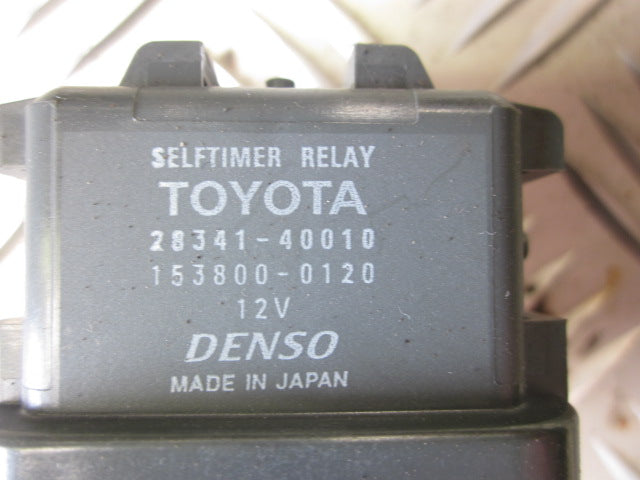 SELFTIMER RELAY
TOYOTA
28341-40010
153800-0120
12V
DENSO
MADE IN JAPAN